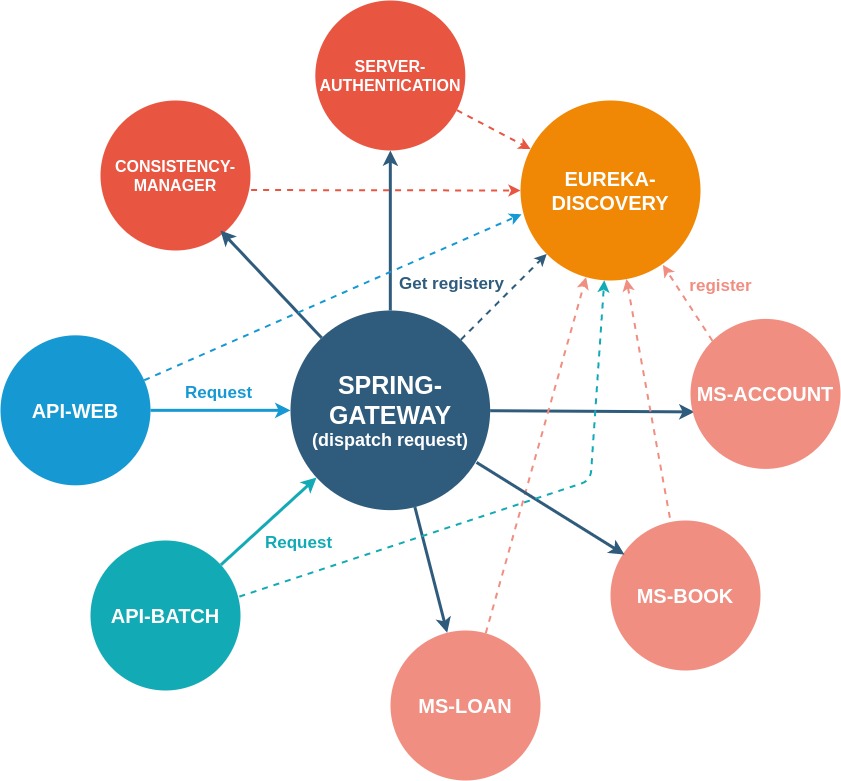 SERVER-
AUTHENTICATION
CONSISTENCY-
MANAGER
EUREKA-
DISCOVERY
Get registery
register
API-WEB
Request
SPRING-
GATEWAY
(dispatch request)
MS-ACCOUNT
Request
API-BATCH
MS-BOOK
MS-LOAN